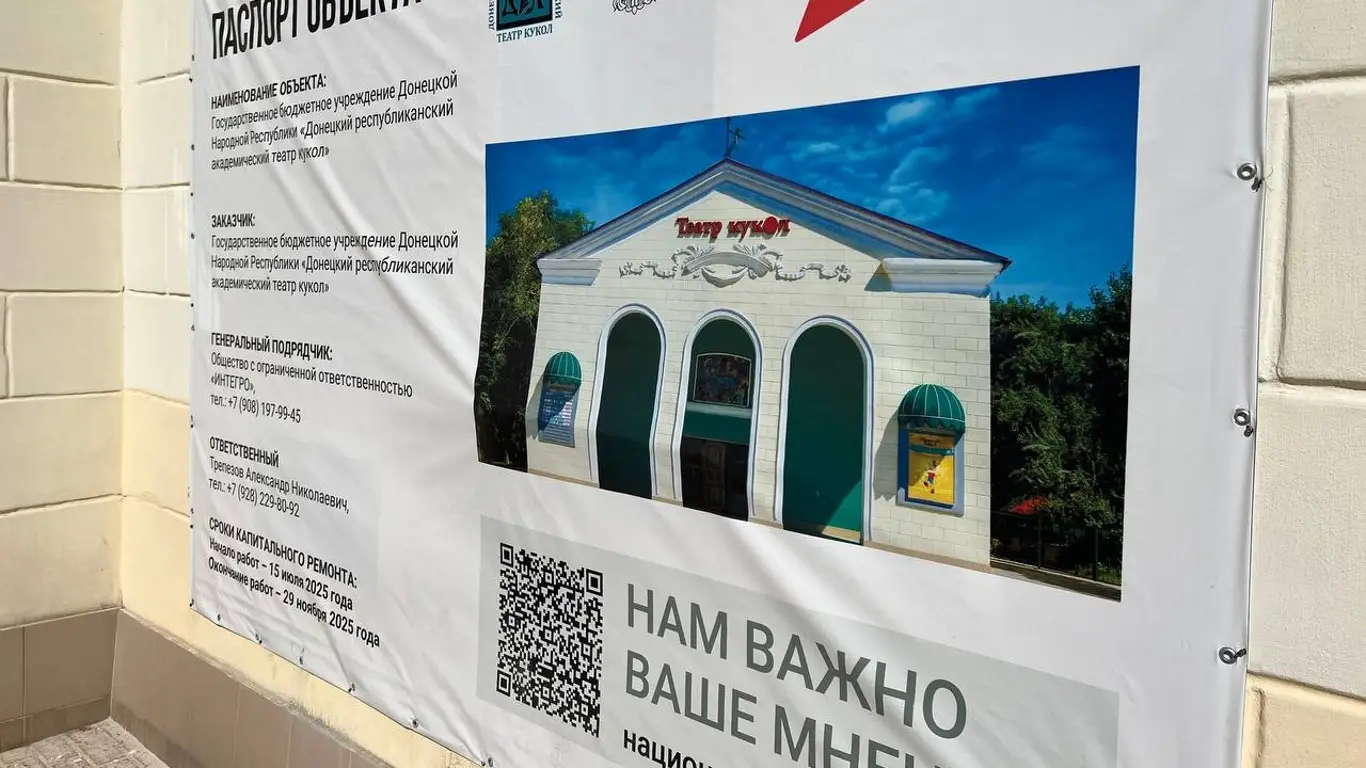 ПАСПОРТ ОБЪЕКТА
НАИМЕНОВАНИЕ ОБЪЕКТА:
Государственное бюджетное учреждение Донецкой
Народной Республики «Донецкий республиканский
академический театр кукол»
ЗАКАЗЧИК:
Государственное бюджетное учреждение Донецкой
Народной Республики «Донецкий республиканский
академический театр кукол»
ГЕНЕРАЛЬНЫЙ ПОДРЯДЧИК:
Общество с ограниченной ответственностью
«ИНТЕГРО»,
тел.: +7 (908) 197-99-45
ОТВЕТСТВЕННЫЙ
Трепезов Александр Николаевич,
тел.: +7 (928) 229-80-92
СРОКИ КАПИТАЛЬНОГО РЕМОНТА:
Начало работ – 15 июля 2025 года
Окончание работ – 29 ноября 2025 года
ТЕАТР КУКОЛ
Театр кукол
НАМ ВАЖНО
ВАШЕ